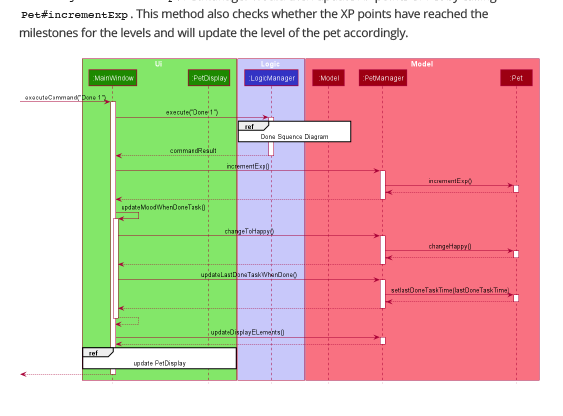 Pet#incrementExp. This method also checks whether the XP points have reached the
milestones for the levels and will update the level of the pet accordingly.
Ui
Logic
Model
:MainWindow
:PetDisplay
:LogicManager
:Model
:PetManager
:Pet
executeCommand("Done 1")
execute("Done 1")
ref
Done Squence Diagram
commandResult
incrementExp()
incrementExp()
updateMoodWhenDoneTask()
changeToHappy()
changeHappy()
updateLastDoneTaskWhenDone()
setlastDoneTaskTime(lastDoneTaskTime)
updateDisplayELements()
ref
update PetDisplay